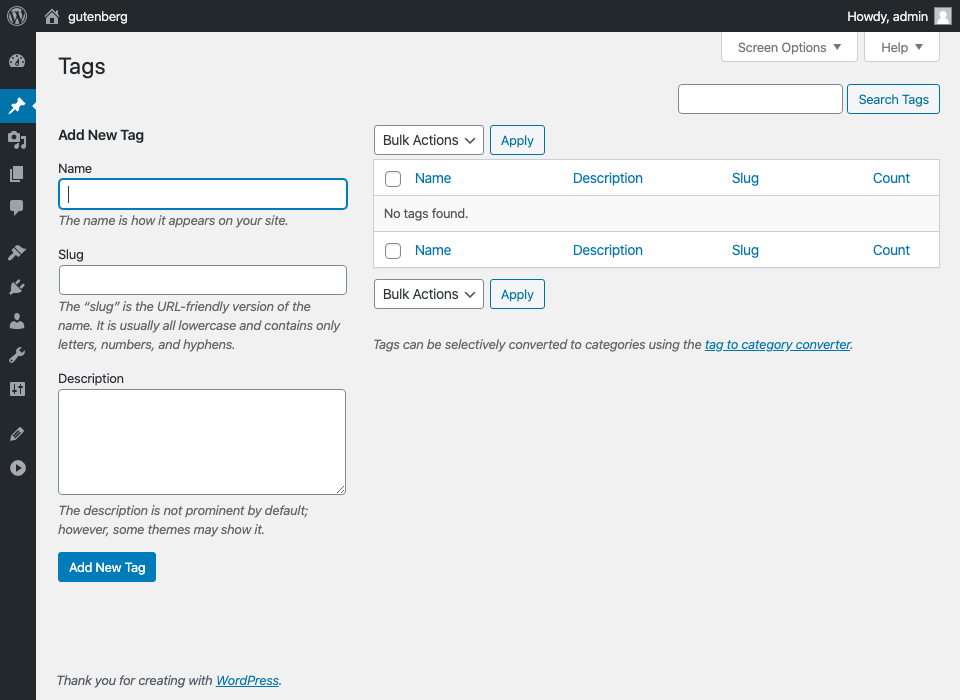 gutenberg
Howdy, admin
Screen Options
Help
Tags
Search Tags
Add New Tag
Name
The name is how it appears on your site.
Slug
The “slug” is the URL-friendly version of the
name. It is usually all lowercase and contains only
letters, numbers, and hyphens.
Description
The description is not prominent by default;
however, some themes may show it.
Add New Tag
Bulk Actions Apply
Name Description Slug Count
No tags found.
Name Description Slug Count
Bulk Actions Apply
Tags can be selectively converted to categories using the tag to category converter.
Thank you for creating with WordPress.